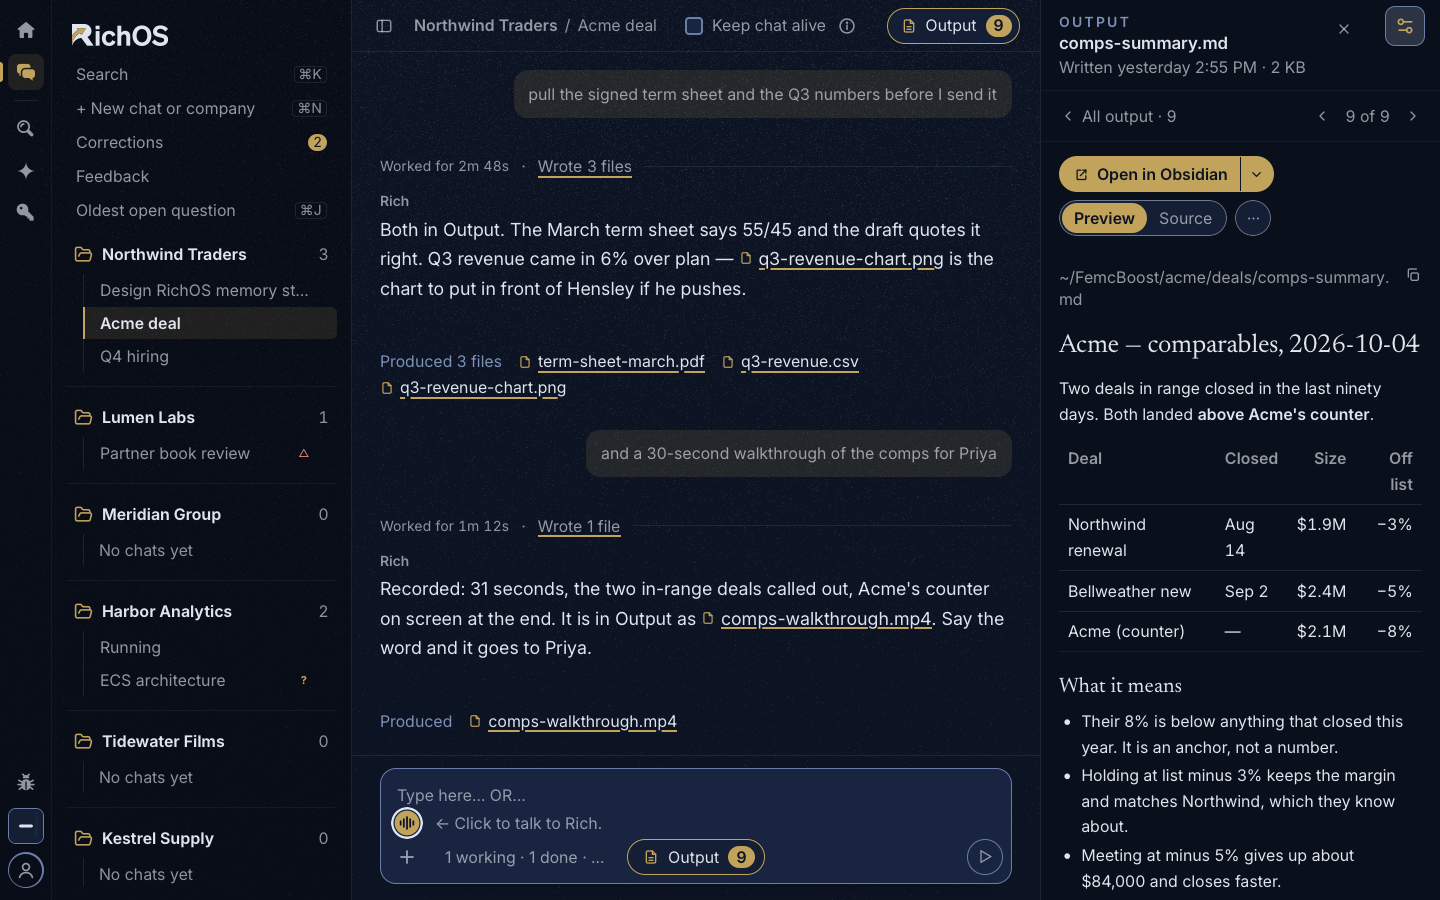 RichOS
Search ⌘K
+ New chat or company ⌘N
Corrections 2
Feedback
Oldest open question ⌘J
Northwind Traders 3
Design RichOS memory st...
Acme deal
Q4 hiring
Lumen Labs 1
Partner book review
Meridian Group 0
No chats yet
Harbor Analytics 2
Running
ECS architecture ?
Tidewater Films 0
No chats yet
Kestrel Supply 0
No chats yet
Northwind Traders / Acme deal Keep chat alive Output 9
pull the signed term sheet and the Q3 numbers before I send it
Worked for 2m 48s · Wrote 3 files
Rich
Both in Output. The March term sheet says 55/45 and the draft quotes it
right. Q3 revenue came in 6% over plan — q3-revenue-chart.png is the
chart to put in front of Hensley if he pushes.
Produced 3 files term-sheet-march.pdf q3-revenue.csv
q3-revenue-chart.png
and a 30-second walkthrough of the comps for Priya
Worked for 1m 12s · Wrote 1 file
Rich
Recorded: 31 seconds, the two in-range deals called out, Acme's counter
on screen at the end. It is in Output as comps-walkthrough.mp4. Say the
word and it goes to Priya.
Produced comps-walkthrough.mp4
Type here... OR...
← Click to talk to Rich.
1 working · 1 done · ... Output 9
OUTPUT
comps-summary.md
Written yesterday 2:55 PM · 2 KB
All output · 9 9 of 9
Open in Obsidian
Preview Source ...
~/FemcBoost/acme/deals/comps-summary.
md
Acme – comparables, 2026-10-04
Two deals in range closed in the last ninety
days. Both landed above Acme's counter.
Deal Closed Size Off
list
Northwind Aug $1.9M −3%
renewal 14
Bellweather new Sep 2 $2.4M −5%
Acme (counter) — $2.1M −8%
What it means
• Their 8% is below anything that closed this
year. It is an anchor, not a number.
• Holding at list minus 3% keeps the margin
and matches Northwind, which they know
about.
• Meeting at minus 5% gives up about
$84,000 and closes faster.